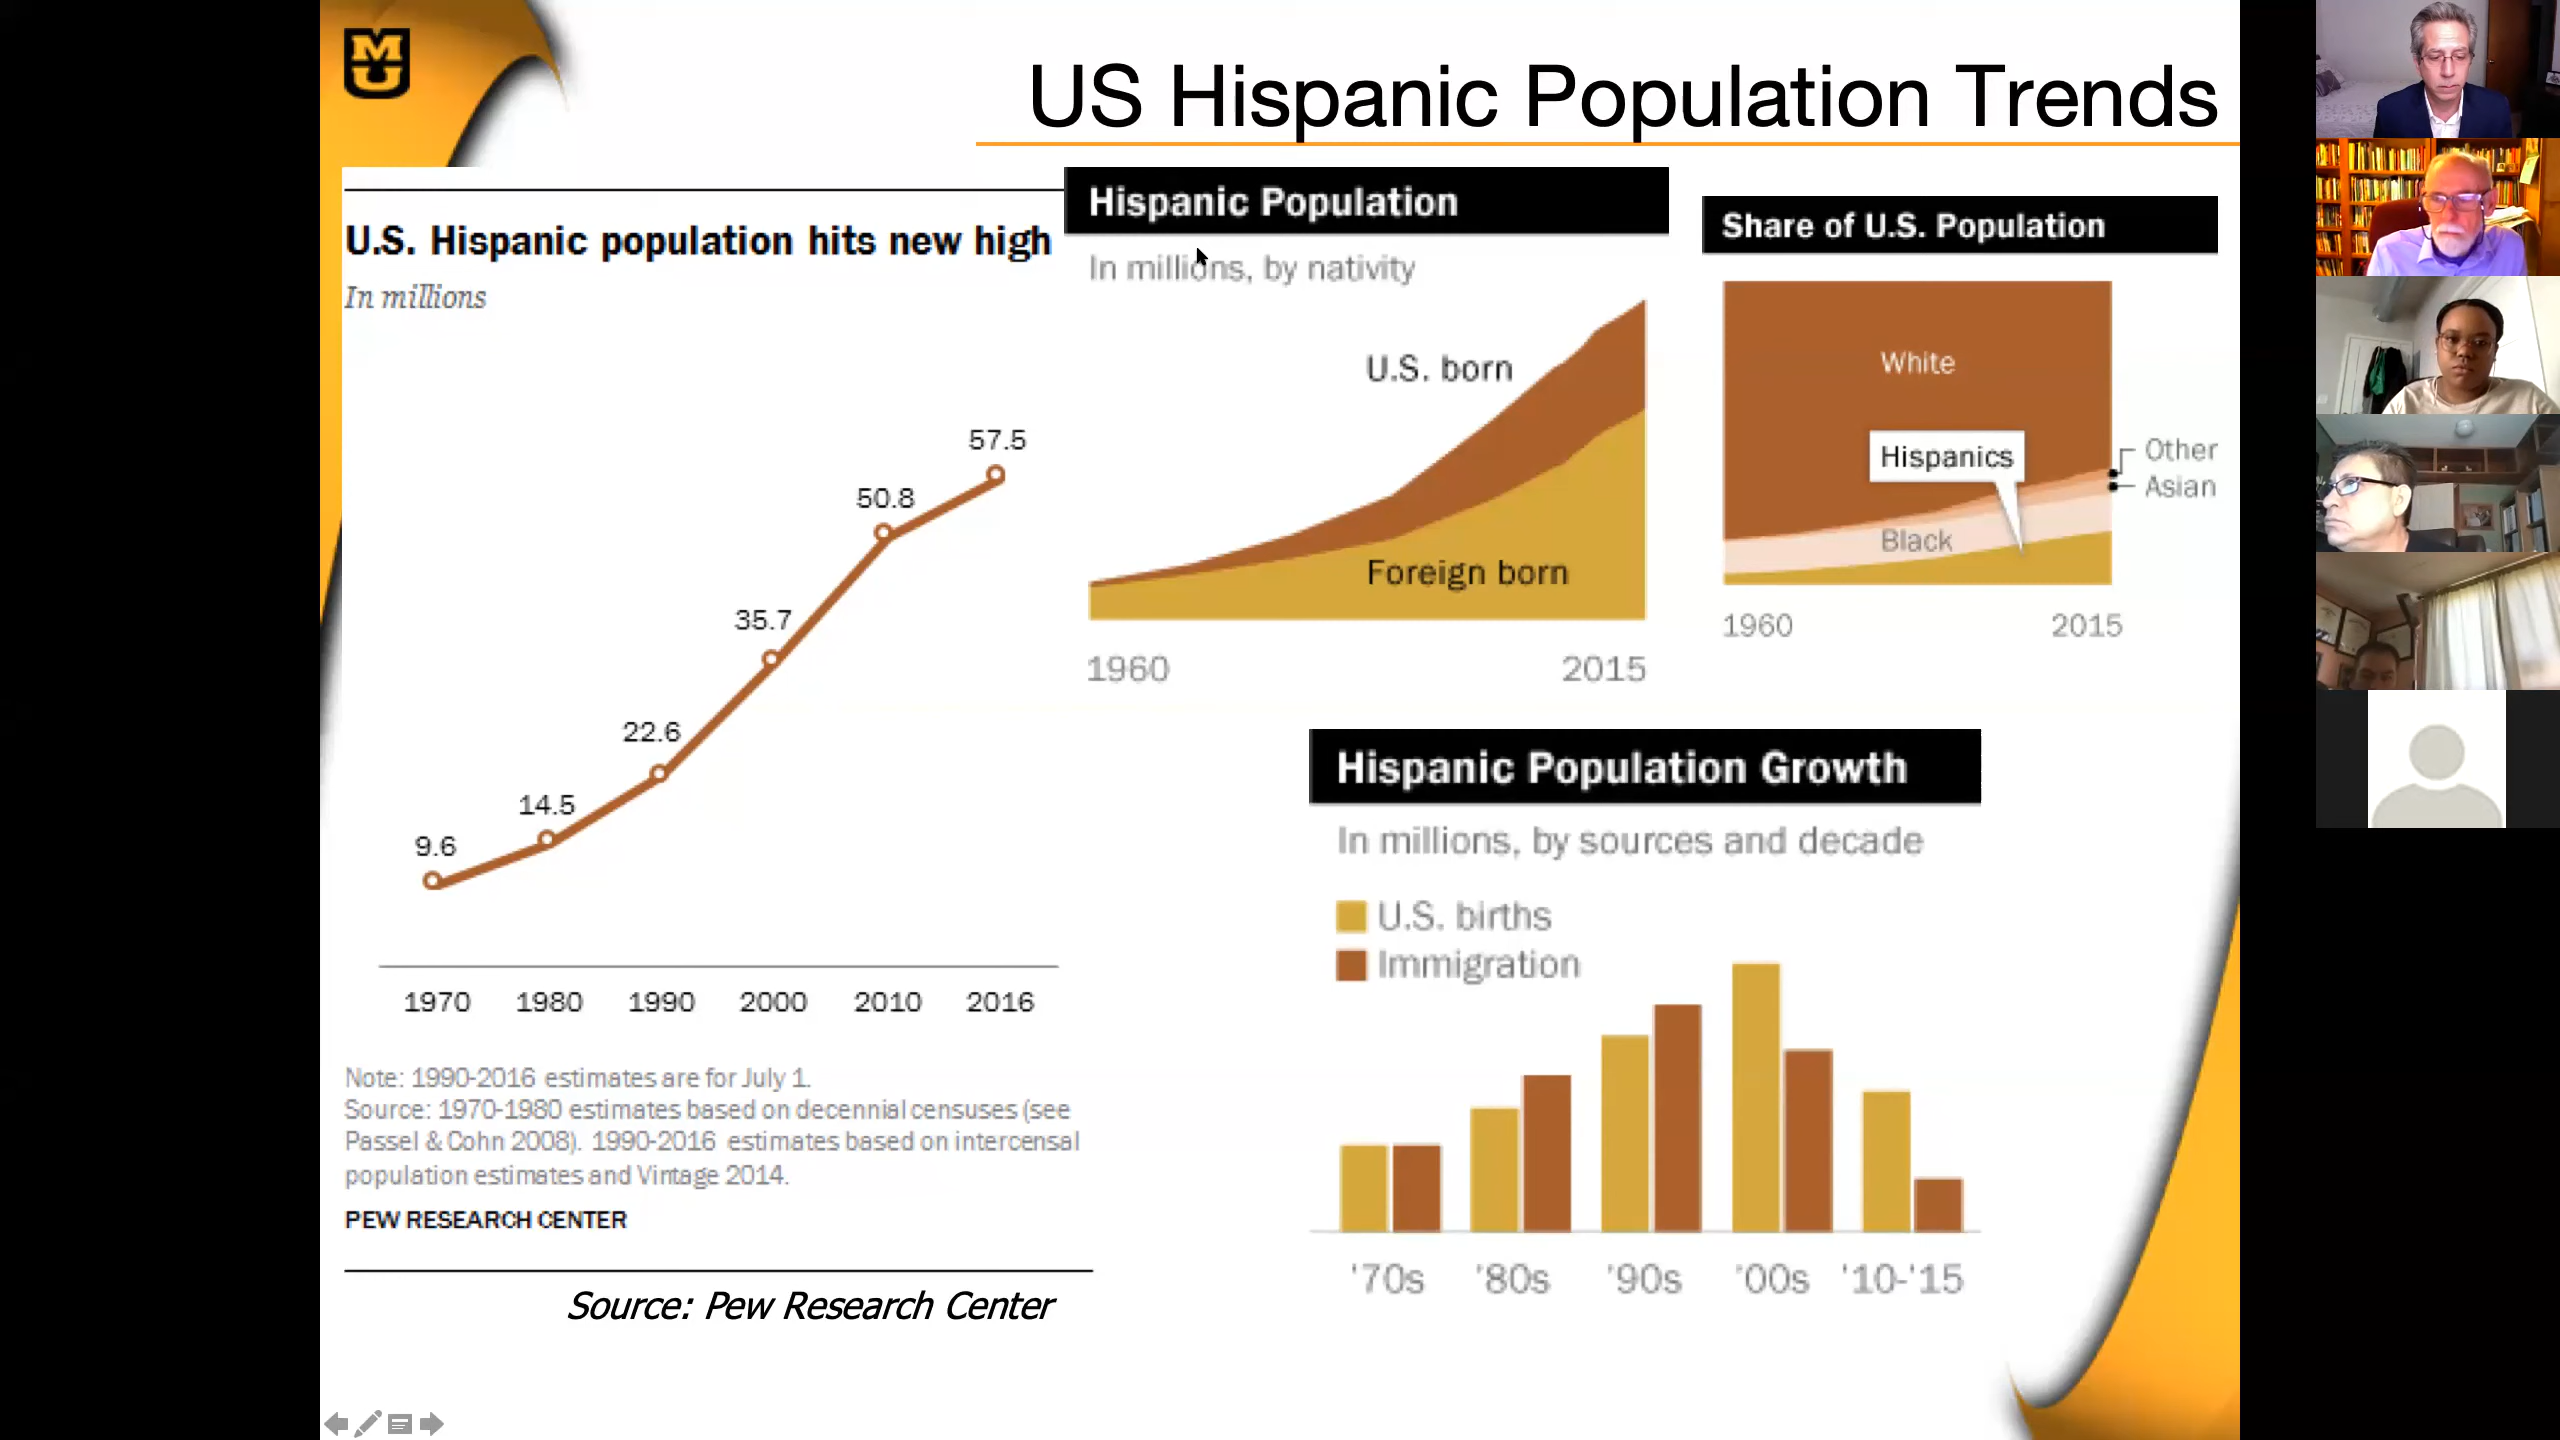 MU
US Hispanic Population Trends
U.S. Hispanic population hits new high
In millions
57.5
50.8
35.7
22.6
14.5
9.6
1970 1980 1990 2000 2010 2016
Note: 1990-2016 estimates are for July 1.
Source: 1970-1980 estimates based on decennial censuses (see
Passel & Cohn 2008). 1990-2016 estimates based on intercensal
population estimates and Vintage 2014.
PEW RESEARCH CENTER
Source: Pew Research Center
Hispanic Population
In millions, by nativity
U.S. born
Foreign born
1960 2015
Share of U.S. Population
White
Hispanics
Other
Asian
Black
1960 2015
Hispanic Population Growth
In millions, by sources and decade
U.S. births
Immigration
'70s '80s '90s '00s '10-'15